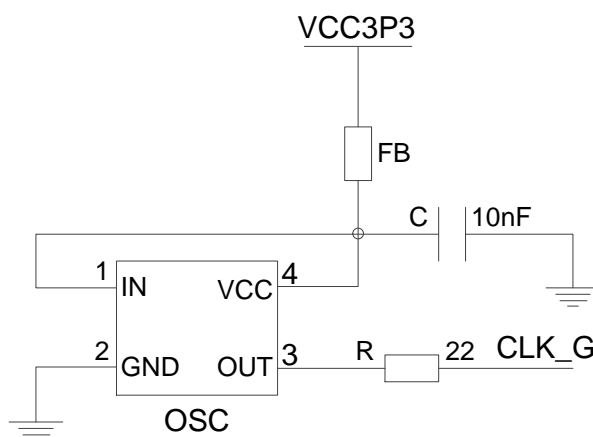 VCC3P3
FB
C 10nF
1 IN VCC 4
2 GND OUT 3 R 22 CLK_G
OSC